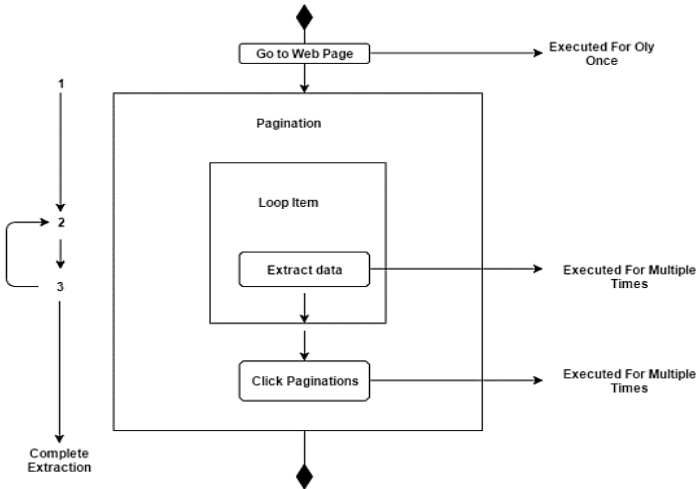 Go to Web Page
Executed For Oly
Once
1
Pagination
Loop Item
2
Extract data
Executed For Multiple
Times
3
Click Paginations
Executed For Multiple
Times
Complete
Extraction